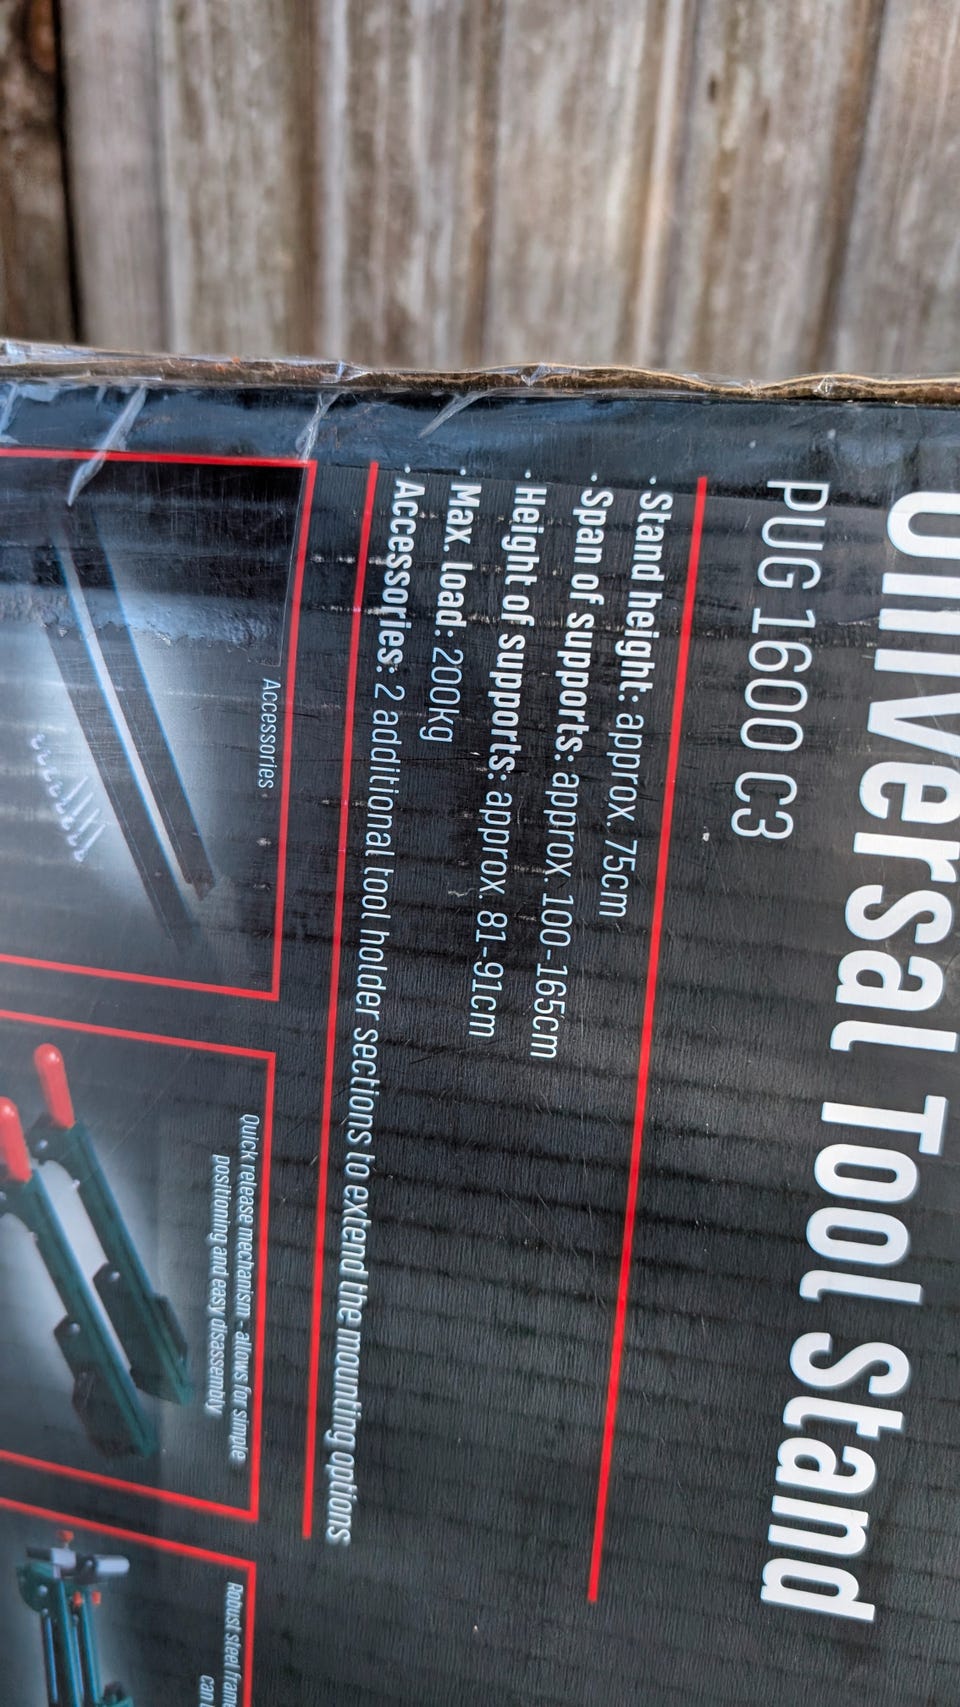 Universal Tool Stand
PUG 1600 C3
· Stand height: approx. 75cm
· Span of supports: approx. 100-165cm
· Height of supports: approx. 81-91cm
· Max. load: 200kg
· Accessories: 2 additional tool holder sections to extend the mounting options
Accessories
Quick release mechanism - allows for simple
positioning and easy disassembly
Robust steel frame
can